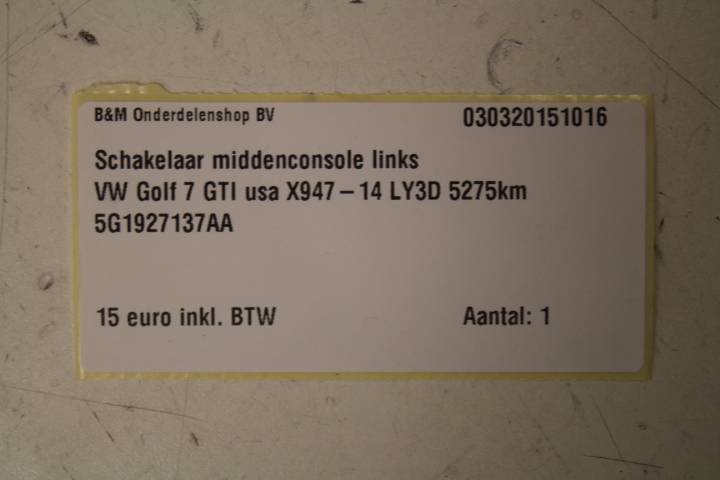 B&M Onderdelenshop BV 030320151016
Schakelaar middenconsole links
VW Golf 7 GTI usa X947-14 LY3D 5275km
5G1927137AA
15 euro inkl. BTW Aantal: 1